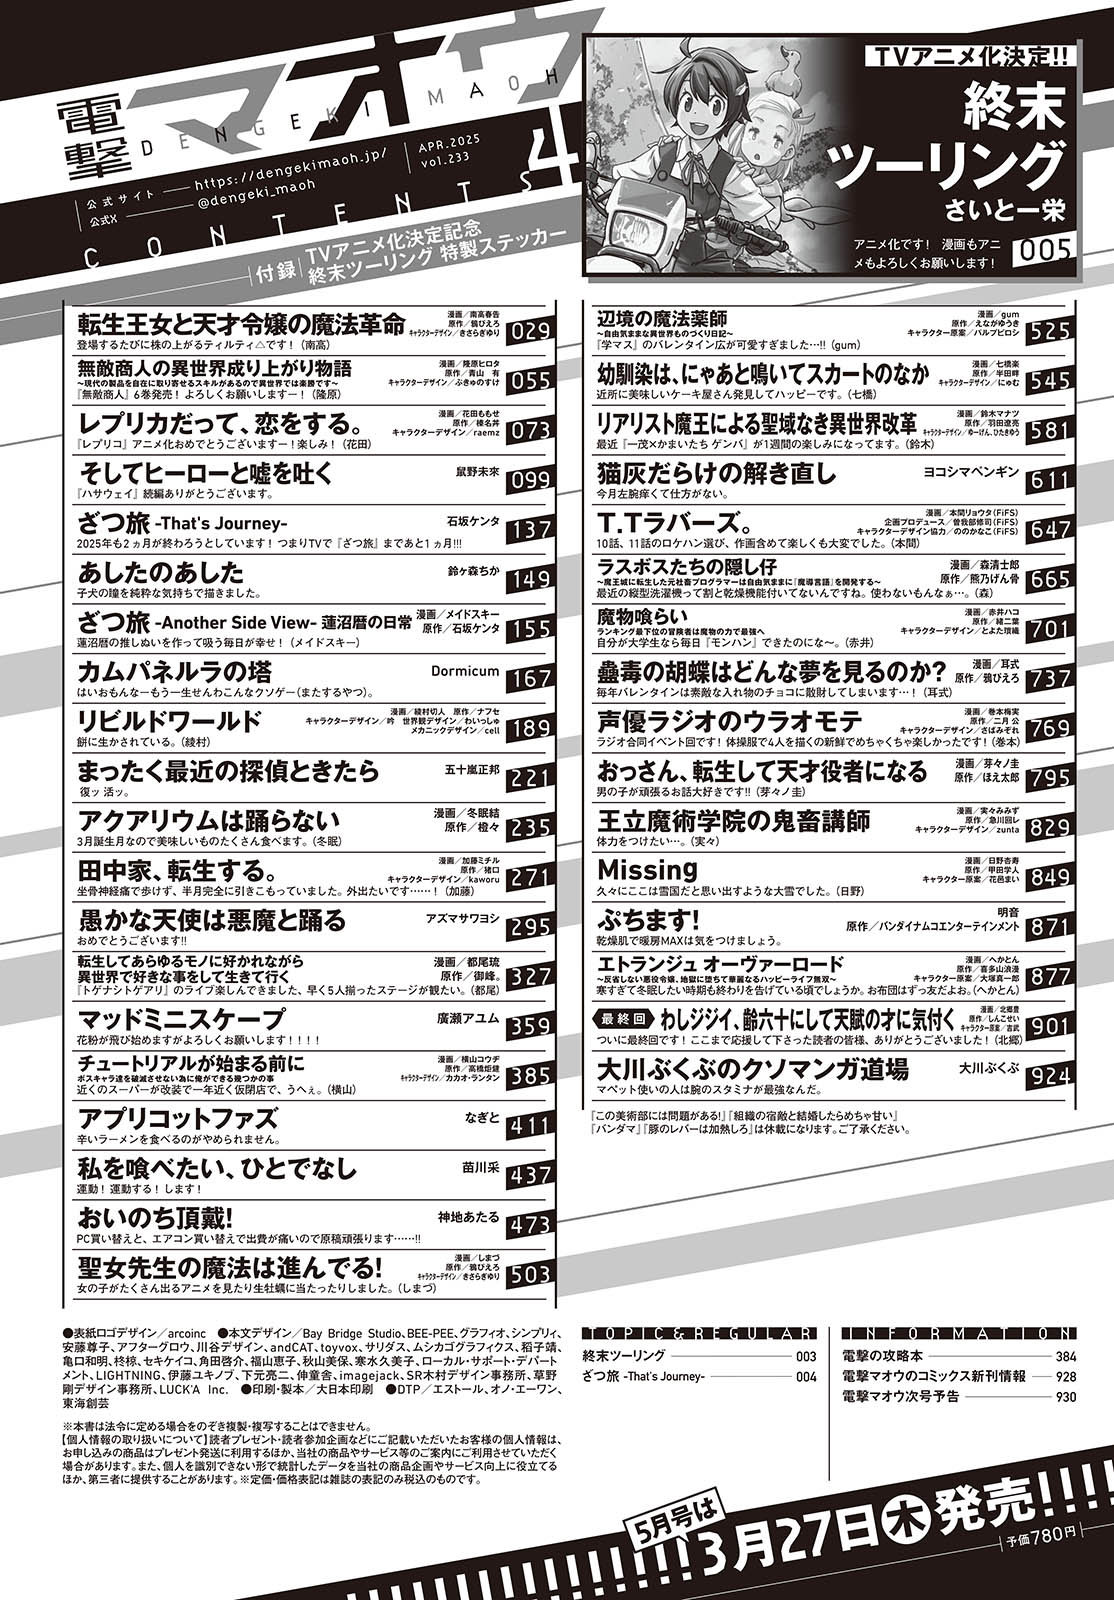 電撃マオウ
DENGEKI MAOH
公式サイト https://dengekimaoh.jp/
公式X @dengeki_maoh
APR.2025
vol.233
4
CONTENTS
付録 TVアニメ化決定記念
終末ツーリング 特製ステッカー
TVアニメ化決定!!
終末
ツーリング
さいとー栄
アニメ化です! 漫画もアニ
メもよろしくお願いします!
005
転生王女と天才令嬢の魔法革命
漫画/南高春告
原作/鴉ぴえろ
キャラクターデザイン/きさらぎゆり
029
登場するたびに株の上がるティルティ△です!(南高)
無敵商人の異世界成り上がり物語
~現代の製品を自在に取り寄せるスキルがあるので異世界では楽勝です~
漫画/隆原ヒロタ
原作/青山 有
キャラクターデザイン/ぷきゅのすけ
055
『無敵商人』6巻発売! よろしくお願いしますー!(隆原)
レプリカだって、恋をする。
漫画/花田ももせ
原作/榛名丼
キャラクターデザイン/raemz
073
『レプリコ』アニメ化おめでとうございますー!楽しみ!(花田)
そしてヒーローと嘘を吐く
鼠野未來
099
『ハサウェイ』続編ありがとうございます。
ざつ旅 -That's Journey-
石坂ケンタ
137
2025年も2ヵ月が終わろうとしています! つまりTVで『ざつ旅』まであと1ヵ月!!!
あしたのあした
鈴ヶ森ちか
149
子犬の瞳を純粋な気持ちで描きました。
ざつ旅 -Another Side View- 蓮沼暦の日常
漫画/メイドスキー
原作/石坂ケンタ
155
蓮沼暦の推しぬいを作って吸う毎日が幸せ!(メイドスキー)
カムパネルラの塔
Dormicum
167
はいおもんなーもう一生せんわこんなクソゲー(またするやつ)。
リビルドワールド
漫画/綾村切人 原作/ナフセ
キャラクターデザイン/吟 世界観デザイン/わいっしゅ
メカニックデザイン/cell
189
餅に生かされている。(綾村)
まったく最近の探偵ときたら
五十嵐正邦
221
復ッ 活ッ。
アクアリウムは踊らない
漫画/冬眠結
原作/橙々
235
3月誕生月なので美味しいものたくさん食べます。(冬眠)
田中家、転生する。
漫画/加藤ミチル
原作/猪口
キャラクターデザイン/kaworu
271
坐骨神経痛で歩けず、半月完全に引きこもっていました。外出たいです……!(加藤)
愚かな天使は悪魔と踊る
アズマサワヨシ
295
おめでとうございます!!
転生してあらゆるモノに好かれながら
異世界で好きな事をして生きて行く
漫画/都尾琉
原作/御峰。
327
『トゲナシトゲアリ』のライブ楽しんできました、早く5人揃ったステージが観たい。(都尾)
マッドミニスケープ
廣瀬アユム
359
花粉が飛び始めますがよろしくお願いします!!!!
チュートリアルが始まる前に
ボスキャラ達を破滅させない為に俺ができる幾つかの事
漫画/横山コウヂ
原作/高橋炬燵
キャラクターデザイン/カカオ・ランタン
385
近くのスーパーが改装で一年近く仮閉店で、うへぇ。(横山)
アプリコットファズ
なぎと
411
辛いラーメンを食べるのがやめられません。
私を喰べたい、ひとでなし
苗川采
437
運動! 運動する! します!
おいのち頂戴!
神地あたる
473
PC買い替えと、エアコン買い替えで出費が痛いので原稿頑張ります……!!
聖女先生の魔法は進んでる!
漫画/しまづ
原作/鴉ぴえろ
キャラクターデザイン/きさらぎゆり
503
女の子がたくさん出るアニメを見たり生牡蠣に当たったりしました。(しまづ)
辺境の魔法薬師
~自由気ままな異世界ものづくり日記~
漫画/gum
原作/えながゆうき
キャラクター原案/パルプピロシ
525
『学マス』のバレンタイン広が可愛すぎました…!!(gum)
幼馴染は、にゃあと鳴いてスカートのなか
漫画/七橋楽
原作/半田畔
キャラクターデザイン/にゅむ
545
近所に美味しいケーキ屋さん発見してハッピーです。(七橋)
リアリスト魔王による聖域なき異世界改革
漫画/鈴木マナツ
原作/羽田遼亮
キャラクターデザイン/ゆーげん、ひたきゆう
581
最近『一茂×かまいたち ゲンバ』が1週間の楽しみになってます。(鈴木)
猫灰だらけの解き直し
ヨコシマペンギン
611
今月左腕痒くて仕方がない。
T.Tラバーズ。
漫画/本間リョウタ(FiFS)
企画プロデュース/曽我部修司(FiFS)
キャラクターデザイン協力/ののかなこ(FiFS)
647
10話、11話のロケハン選び、作画含めて楽しくも大変でした。(本間)
ラスボスたちの隠し仔
~魔王城に転生した元社畜プログラマーは自由気ままに『魔導言語』を開発する~
漫画/森清士郎
原作/熊乃げん骨
665
最近の縦型洗濯機って割と乾燥機能付いてないんですね。使わないもんなぁ…。(森)
魔物喰らい
ランキング最下位の冒険者は魔物の力で最強へ
漫画/赤井ハコ
原作/緒二葉
キャラクターデザイン/とよた瑣織
701
自分が大学生なら毎日『モンハン』できたのにな~。(赤井)
蠱毒の胡蝶はどんな夢を見るのか?
漫画/耳式
原作/鴉ぴえろ
737
毎年バレンタインは素敵な入れ物のチョコに散財してしまいます…!(耳式)
声優ラジオのウラオモテ
漫画/巻本梅実
原作/二月 公
キャラクターデザイン/さばみぞれ
769
ラジオ合同イベント回です! 体操服で4人を描くの新鮮でめちゃくちゃ楽しかったです!(巻本)
おっさん、転生して天才役者になる
漫画/芽々ノ圭
原作/ほえ太郎
795
男の子が頑張るお話大好きです!!(芽々ノ圭)
王立魔術学院の鬼畜講師
漫画/実々みみず
原作/急川回レ
キャラクターデザイン/zunta
829
体力をつけたい…。(実々)
Missing
漫画/日野杏寿
原作/甲田学人
キャラクター原案/花邑まい
849
久々にここは雪国だと思い出すような大雪でした。(日野)
ぷちます!
明音
原作/バンダイナムコエンターテインメント
871
乾燥肌で暖房MAXは気をつけましょう。
エトランジュ オーヴァーロード
~反省しない悪役令嬢、地獄に堕ちて華麗なるハッピーライフ無双~
漫画/へかとん
原作/喜多山浪漫
キャラクター原案/大塚真一郎
877
寒すぎて冬眠したい時期も終わりを告げている頃でしょうか。お布団はずっ友だよお。(へかとん)
最終回
わしジジイ、齢六十にして天賦の才に気付く
漫画/北郷豊
原作/しんこせい
キャラクター原案/吉武
901
ついに最終回です! ここまで応援して下さった読者の皆様、ありがとうございました!(北郷)
大川ぶくぶのクソマンガ道場
大川ぶくぶ
924
マペット使いの人は腕のスタミナが最強なんだ。
『この美術部には問題がある!』『組織の宿敵と結婚したらめちゃ甘い』
『バンダマ』『豚のレバーは加熱しろ』は休載になります。ご了承ください。
●表紙ロゴデザイン/arcoinc ●本文デザイン/Bay Bridge Studio、BEE-PEE、グラフィオ、シンプリィ、
安藤尊子、アフターグロウ、川谷デザイン、andCAT、toyvox、サリダス、ムシカゴグラフィクス、稻子靖、
亀口和明、柊椋、セキケイコ、角田啓介、福山恵子、秋山美保、寒水久美子、ローカル・サポート・デパート
メント、LIGHTNING、伊藤ユキノブ、下元亮二、伸童舎、imagejack、SR木村デザイン事務所、草野
剛デザイン事務所、LUCK'A Inc. ●印刷・製本/大日本印刷 ●DTP/エストール、オノ・エーワン、
東海創芸
※本書は法令に定める場合をのぞき複製・複写することはできません。
【個人情報の取り扱いについて】読者プレゼント・読者参加企画などにご記載いただいたお客様の個人情報は、
お申し込みの商品はプレゼント発送に利用するほか、当社の商品やサービス等のご案内にご利用させていただく
場合があります。また、個人を識別できない形で統計したデータを当社の商品企画やサービス向上に役立てる
ほか、第三者に提供することがあります。※定価・価格表記は雑誌の表記のみ税込のものです。
TOPIC&REGULAR
終末ツーリング 003
ざつ旅 -That's Journey- 004
INFORMATION
電撃の攻略本 384
電撃マオウのコミックス新刊情報 928
電撃マオウ次号予告 930
5月号は
3月27日木発売!!!!
予価780円